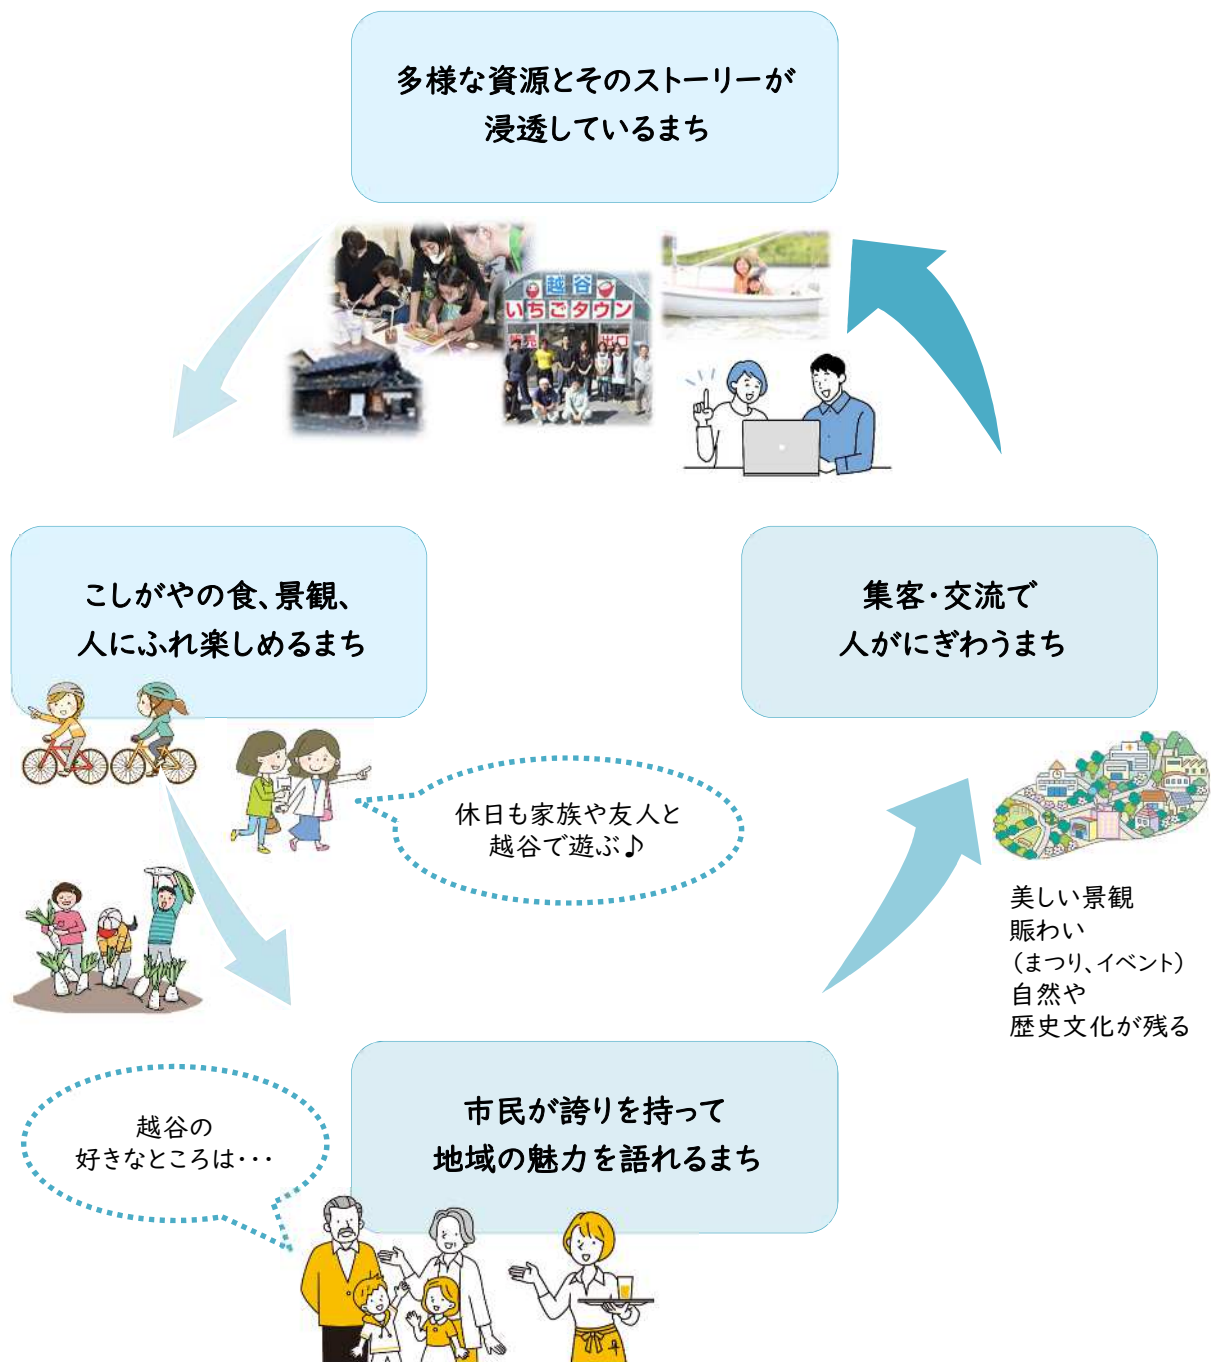 多様な資源とそのストーリーが
浸透しているまち
越谷
いちごタウン
出口
こしがやの食、景観、
人にふれ楽しめるまち
集客・交流で
人がにぎわうまち
休日も家族や友人と
越谷で遊ぶ♪
美しい景観
賑わい
（まつり、イベント）
自然や
歴史文化が残る
市民が誇りを持って
地域の魅力を語れるまち
越谷の
好きなところは･･･